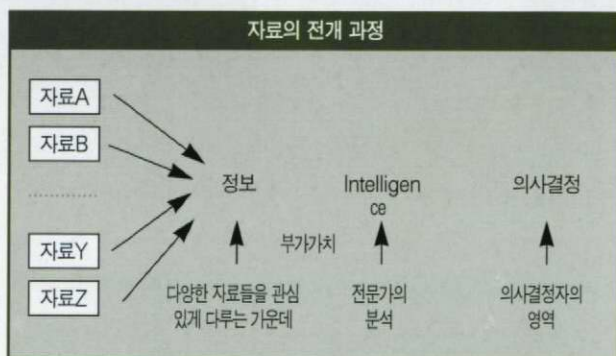 자료의 전개 과정
자료A
자료B
자료Y
자료Z
정보
Intelligen
ce
의사결정
부가가치
다양한 자료들을 관심
있게 다루는 가운데
전문가의
분석
의사결정자의
영역